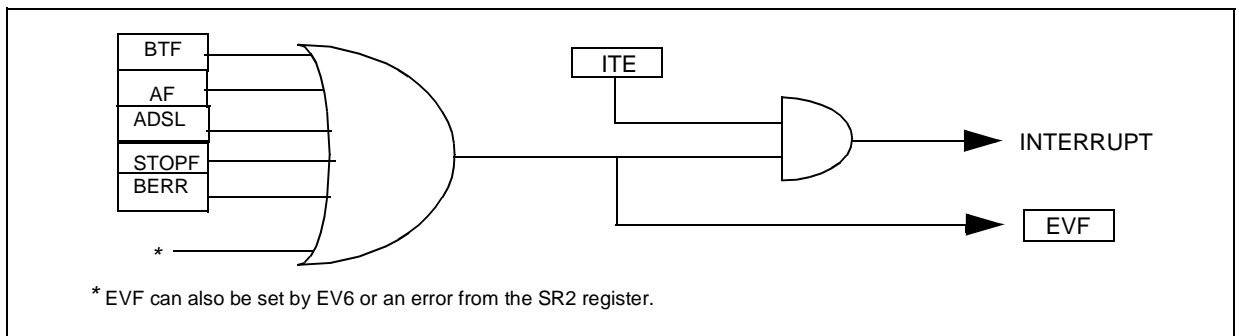 BTF
AF
ADSL
STOPF
BERR
*
ITE
INTERRUPT
EVF
* EVF can also be set by EV6 or an error from the SR2 register.